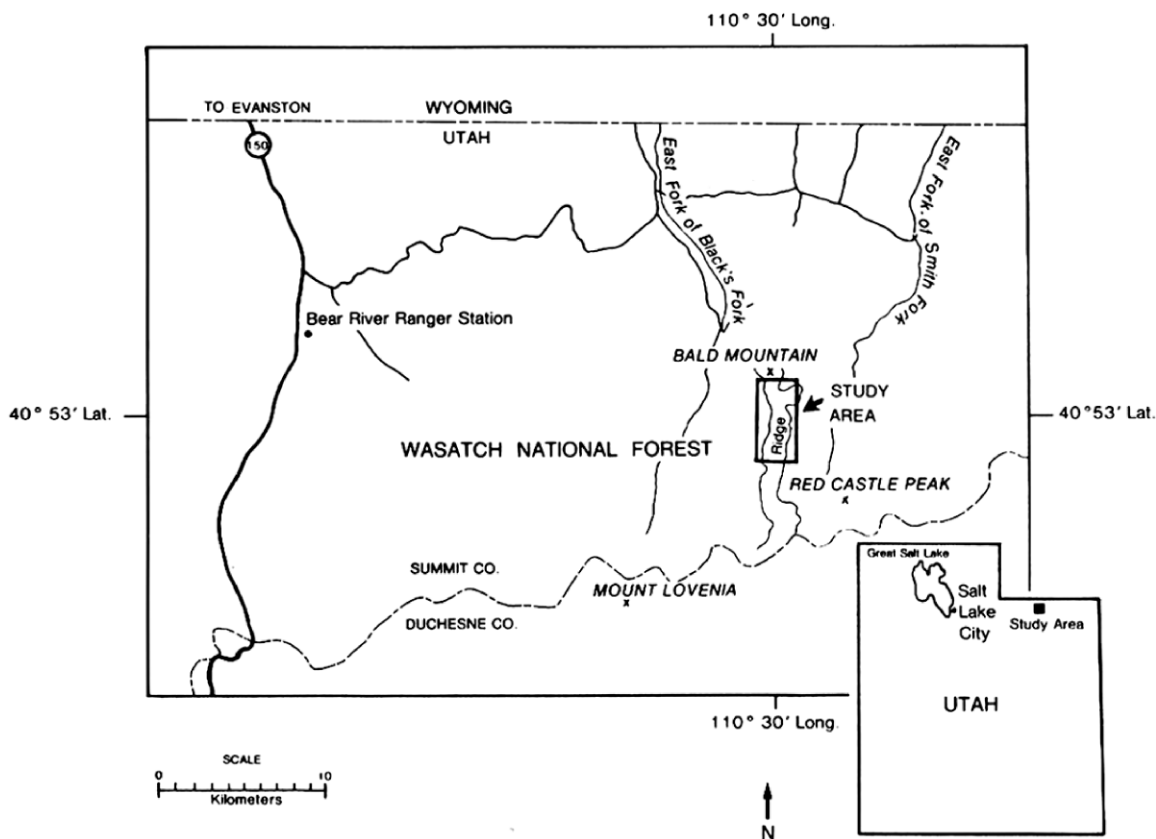 110° 30′ Long.
TO EVANSTON
WYOMING
UTAH
150
East Fork of Black's Fork
East Fork of Smith Fork
Bear River Ranger Station
BALD MOUNTAIN
STUDY
AREA
40° 53′ Lat.
40° 53′ Lat.
Ridge
WASATCH NATIONAL FOREST
RED CASTLE PEAK
SUMMIT CO.
MOUNT LOVENIA
DUCHESNE CO.
Great Salt Lake
Salt
Lake
City
Study Area
UTAH
110° 30′ Long.
SCALE
0 10
Kilometers
N